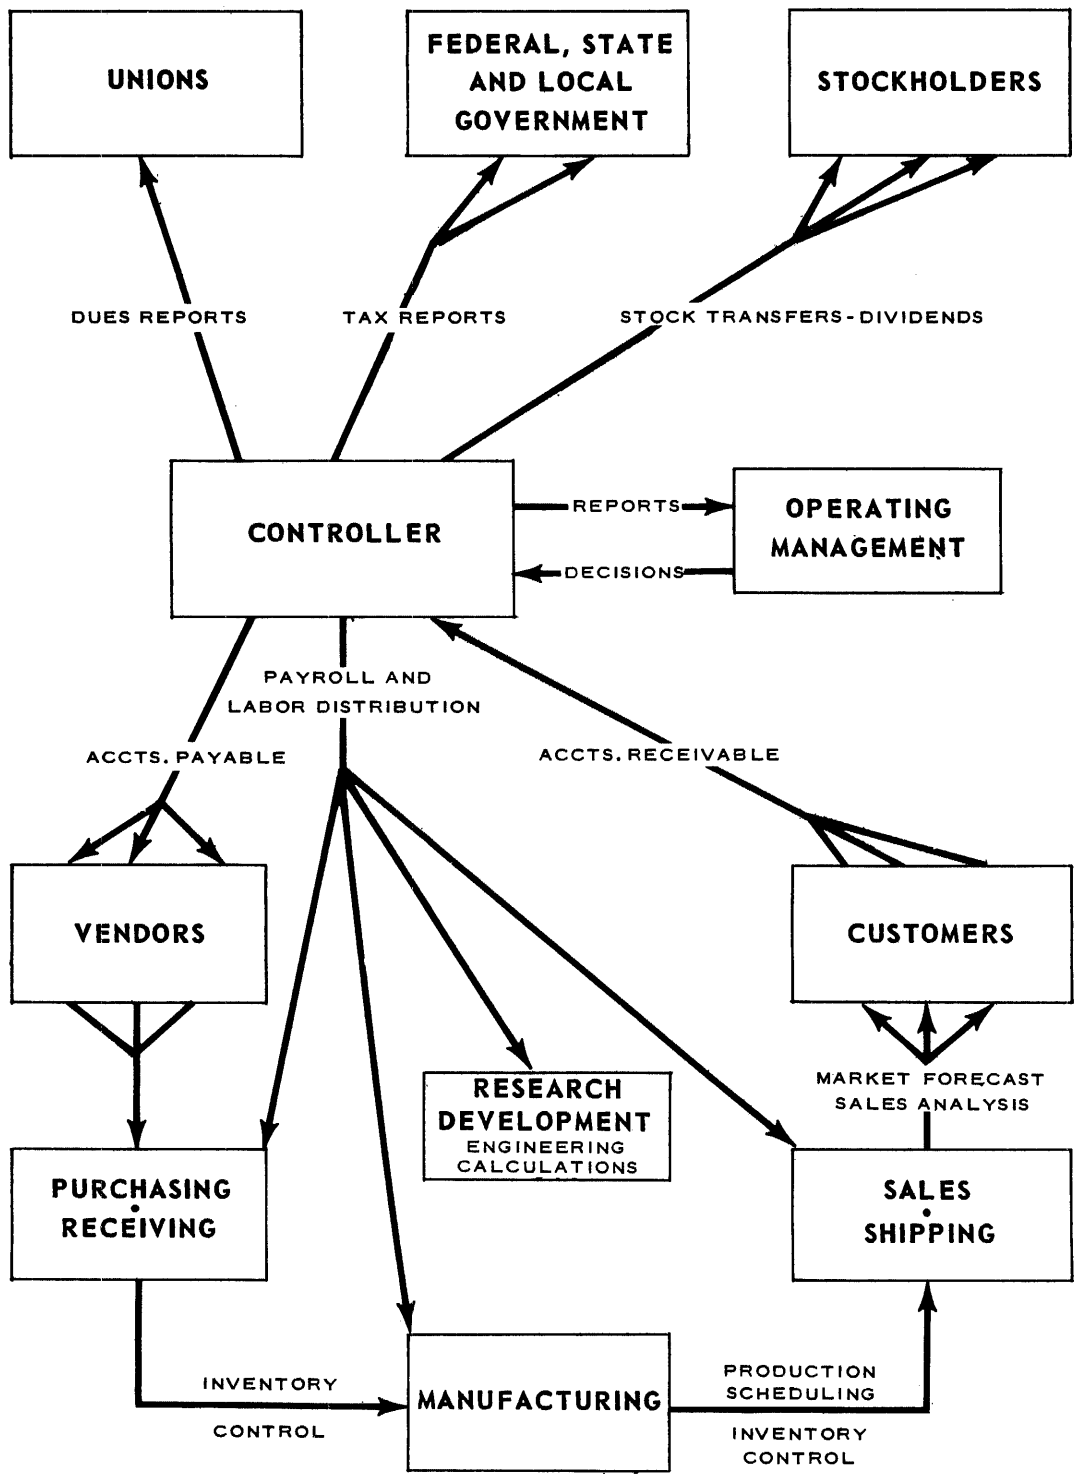 UNIONS
FEDERAL, STATE
AND LOCAL
GOVERNMENT
STOCKHOLDERS
DUES REPORTS
TAX REPORTS
STOCK TRANSFERS-DIVIDENDS
CONTROLLER
REPORTS
OPERATING
MANAGEMENT
DECISIONS
PAYROLL AND
LABOR DISTRIBUTION
ACCTS. PAYABLE
ACCTS. RECEIVABLE
VENDORS
CUSTOMERS
RESEARCH
DEVELOPMENT
ENGINEERING
CALCULATIONS
MARKET FORECAST
SALES ANALYSIS
PURCHASING
•
RECEIVING
SALES
•
SHIPPING
INVENTORY
CONTROL
MANUFACTURING
PRODUCTION
SCHEDULING
INVENTORY
CONTROL